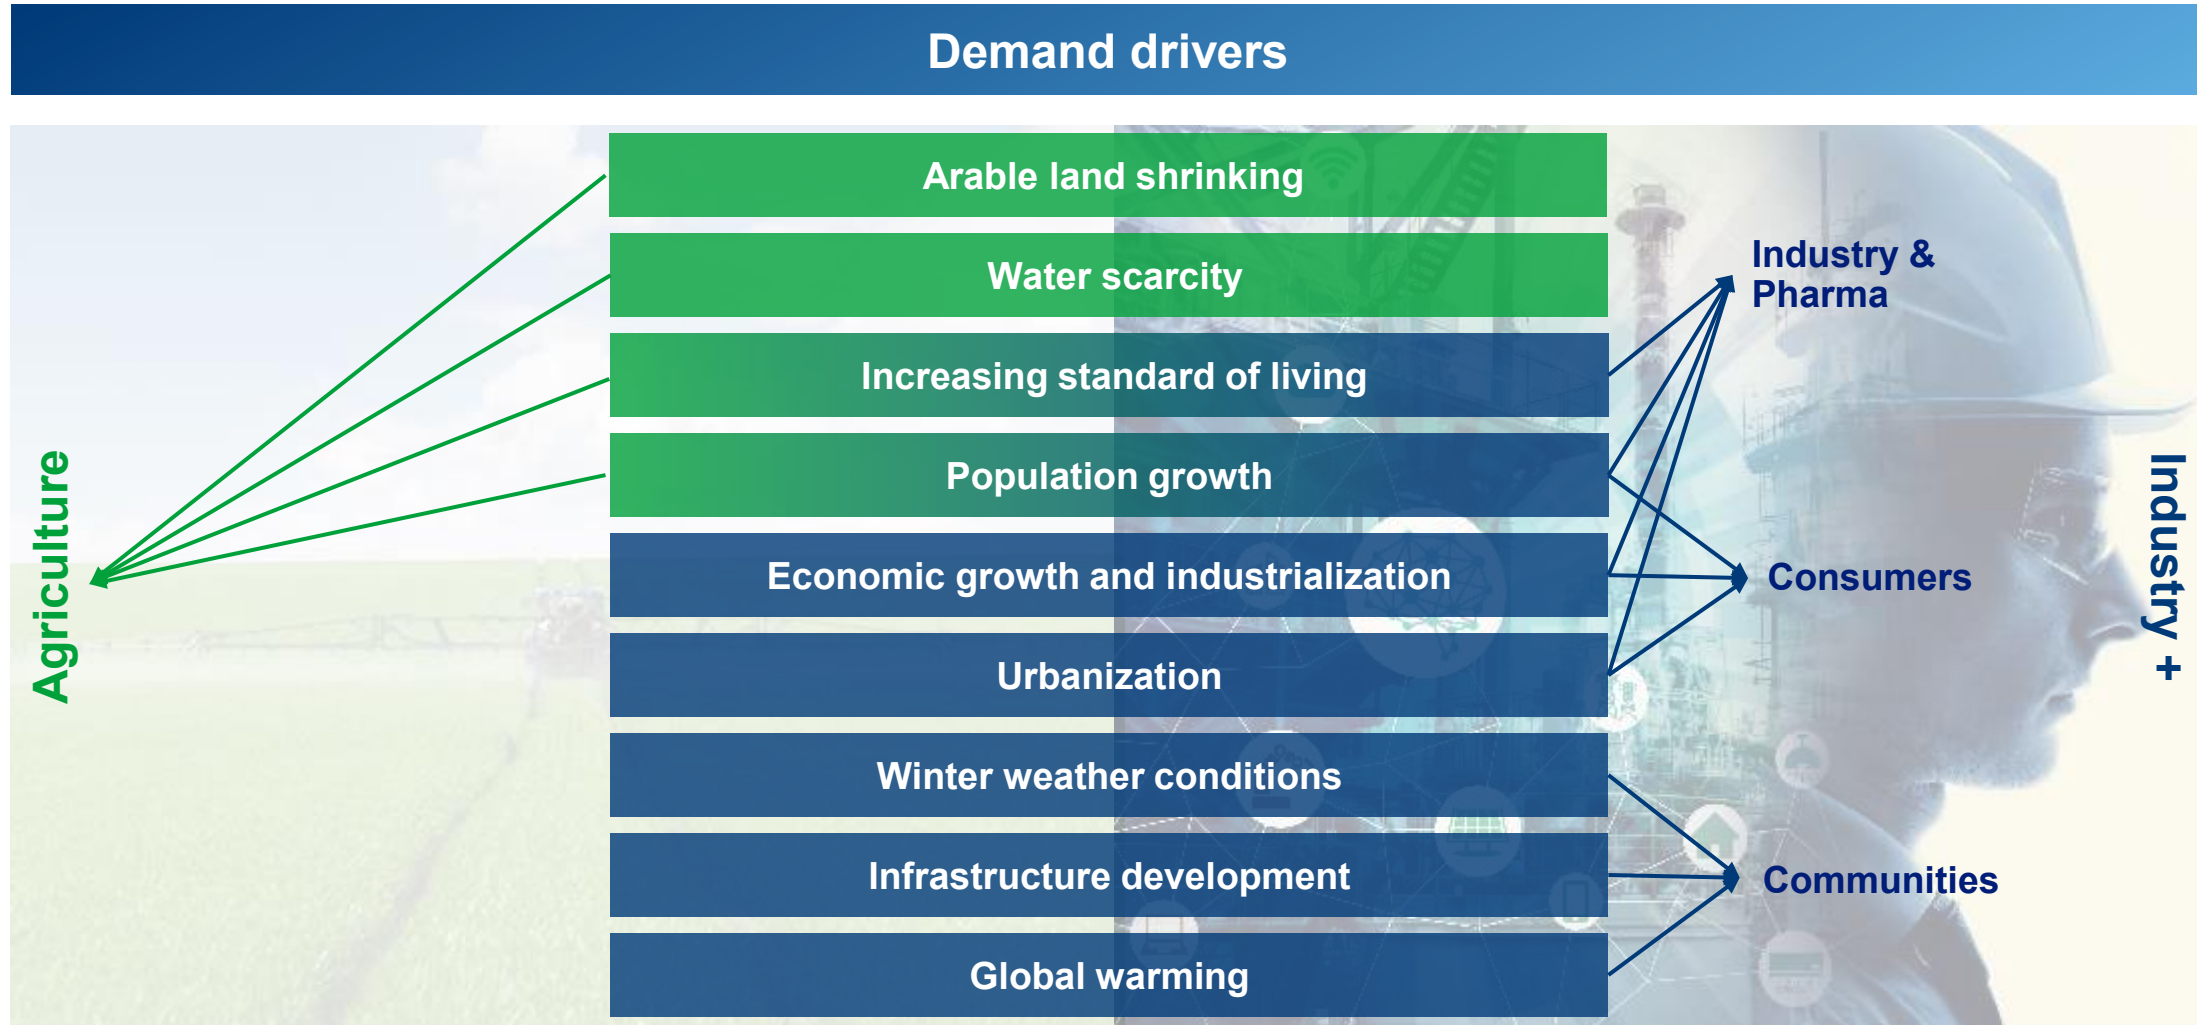 Demand drivers
Agriculture
Arable land shrinking
Water scarcity
Increasing standard of living
Population growth
Economic growth and industrialization
Urbanization
Winter weather conditions
Infrastructure development
Global warming
Industry &
Pharma
Consumers
Communities
Industry +